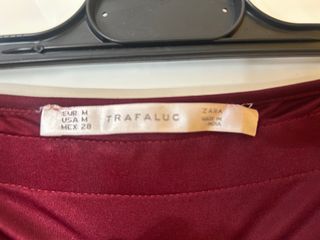 EUR M
USA M
MEX 28
TRAFALUC
ZARA
MADE IN
INDIA